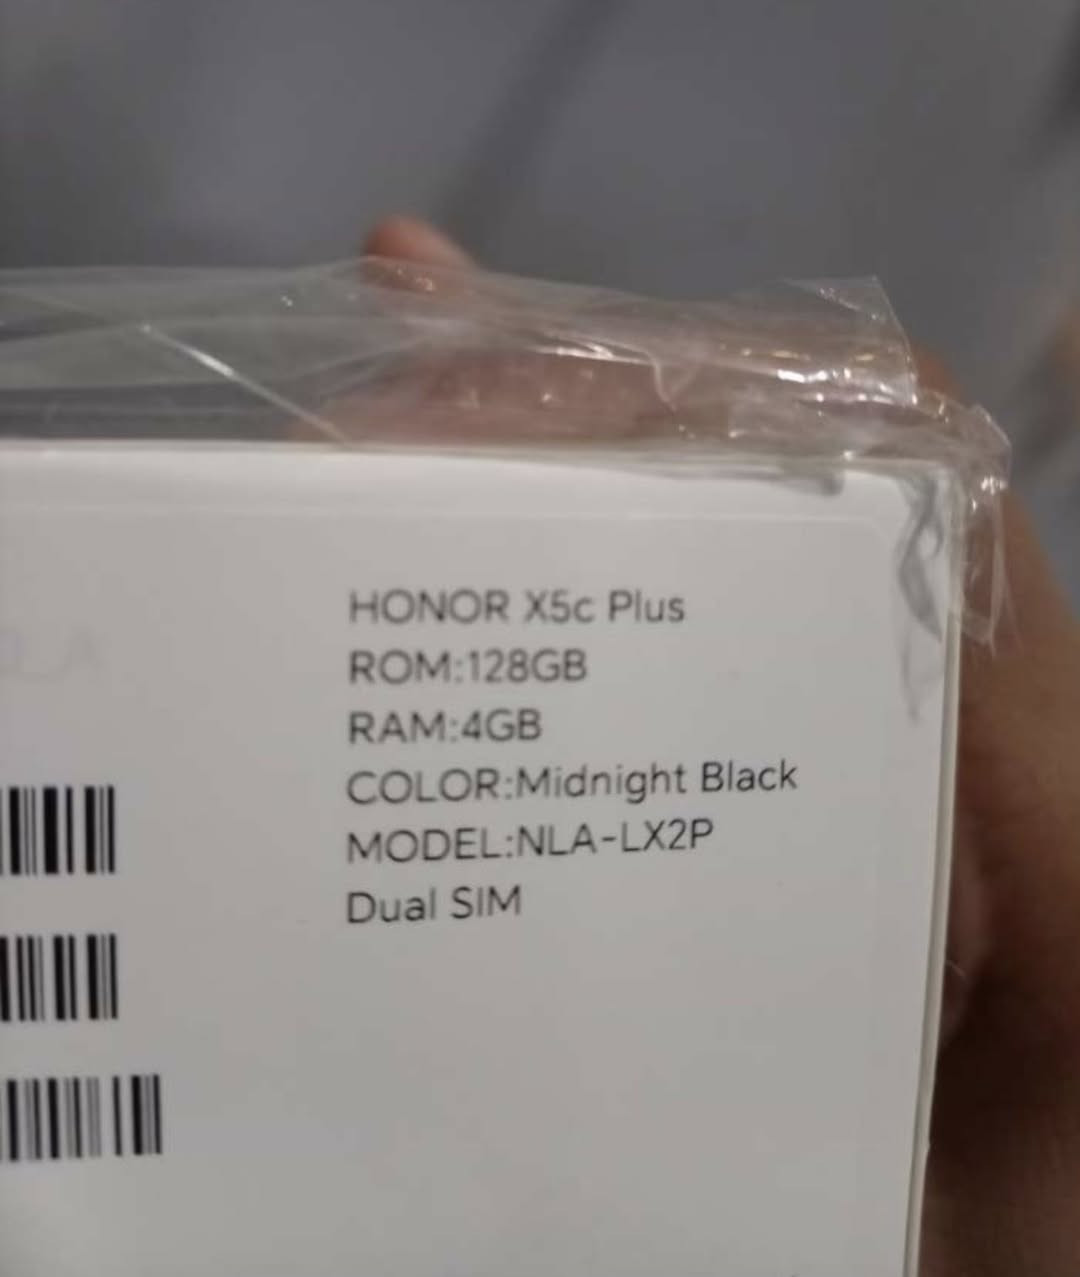 HONOR X5c Plus
ROM:128GB
RAM:4GB
COLOR:Midnight Black
MODEL:NLA-LX2P
Dual SIM